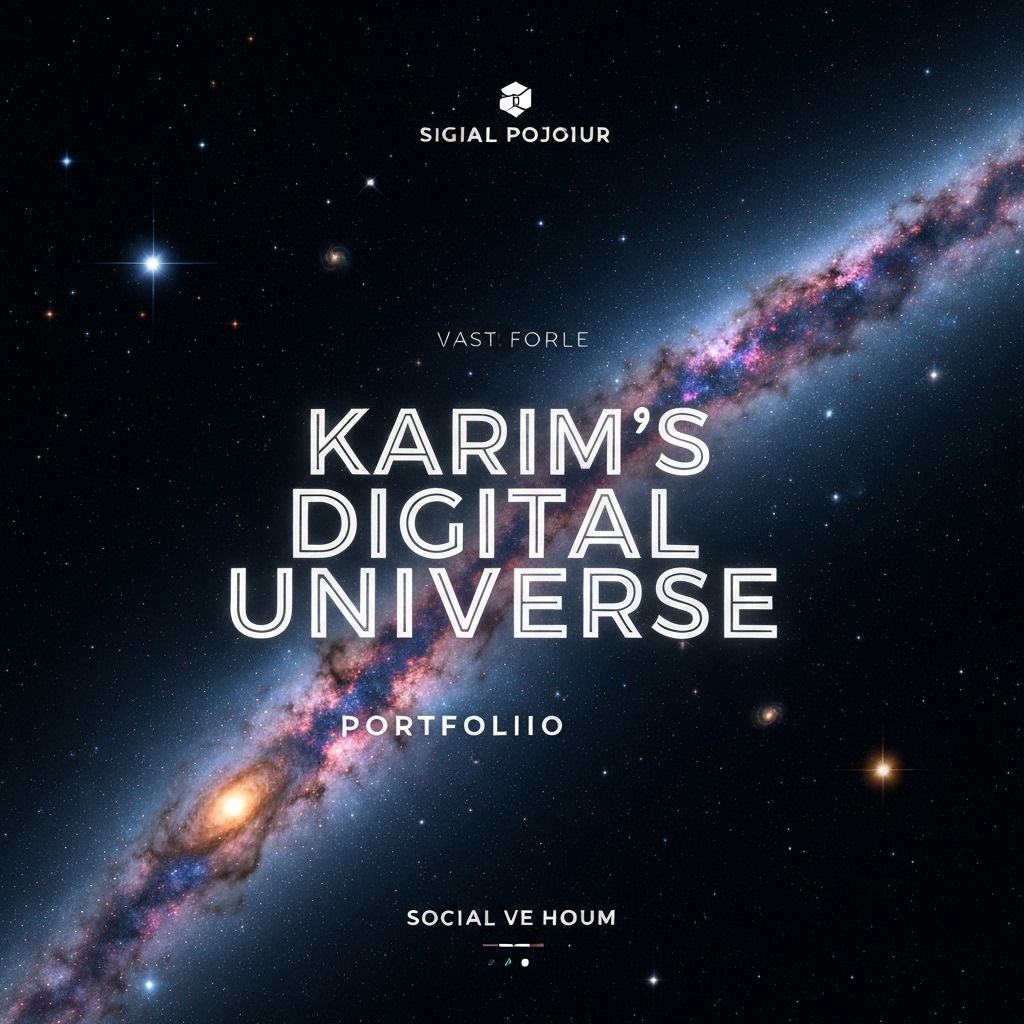 SIGIAL POJOIUR
VAST FORLE
KARIM'S
DIGITAL
UNIVERSE
PORTFOLIIO
SOCIAL VE HOUM